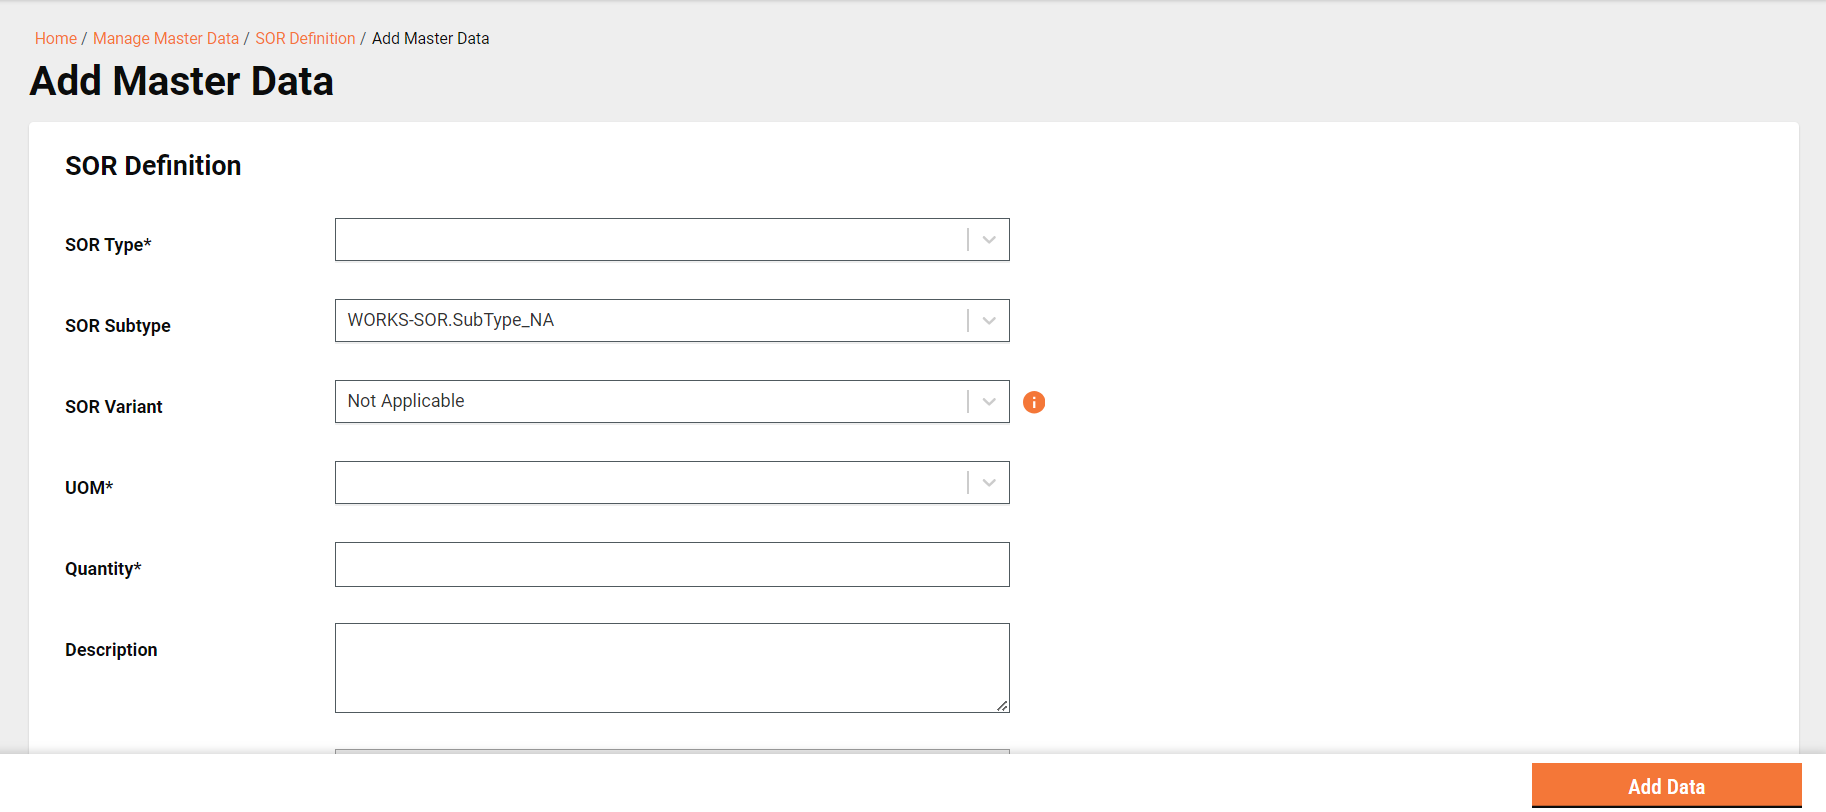 Home / Manage Master Data / SOR Definition / Add Master Data
Add Master Data
SOR Definition
SOR Type*
SOR Subtype
WORKS-SOR.SubType_NA
SOR Variant
Not Applicable
UOM*
Quantity*
Description
Add Data